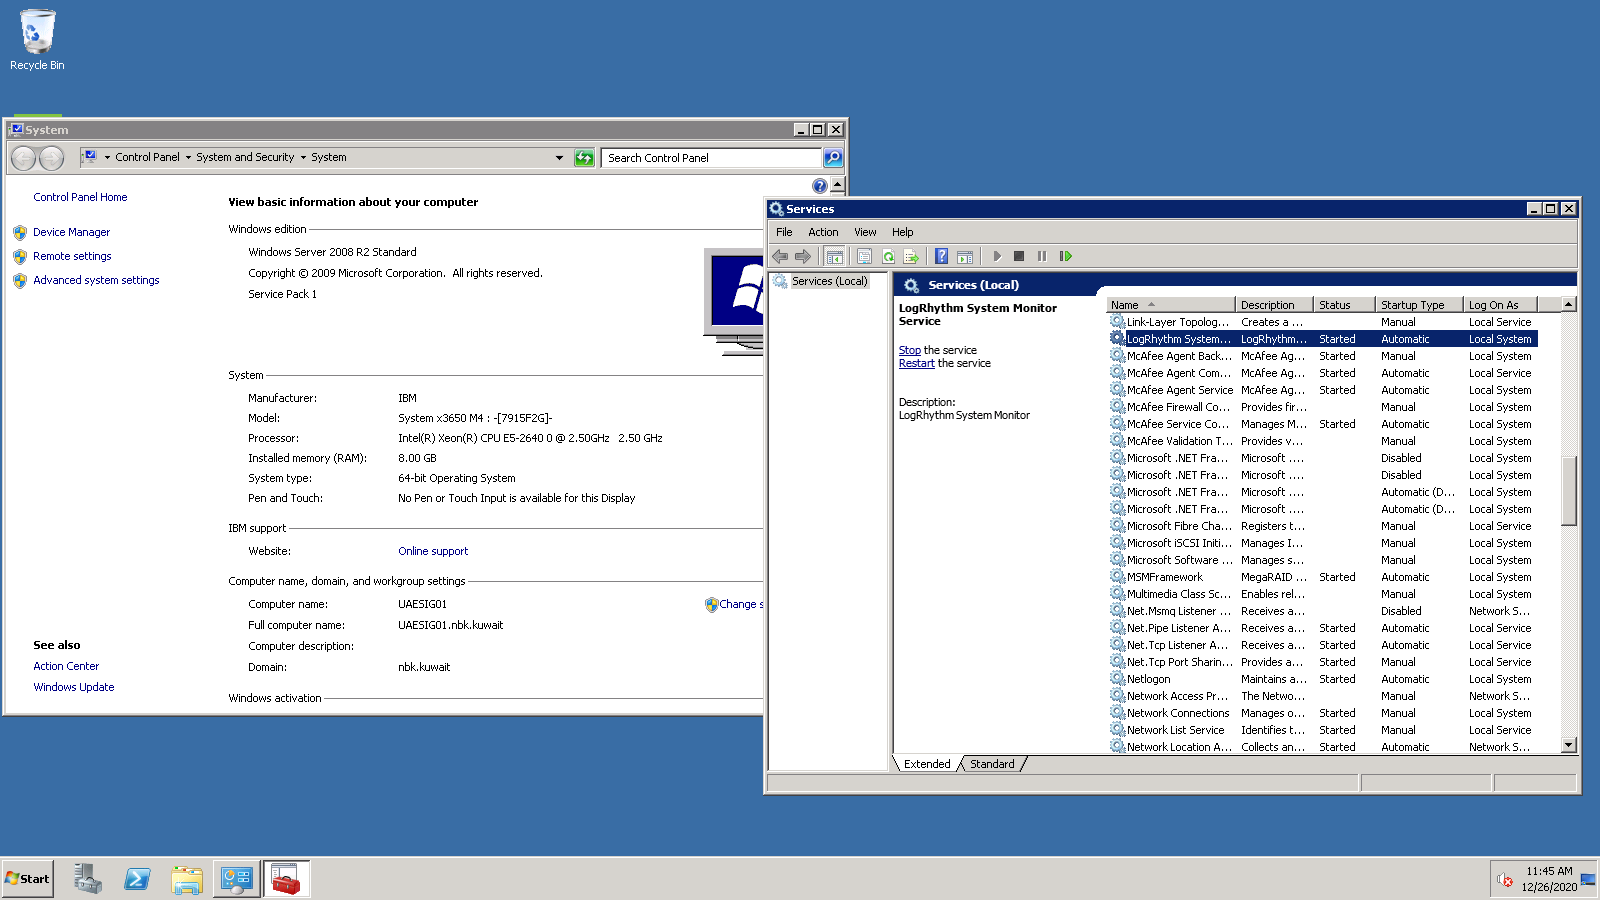 Recycle Bin
System
Control Panel System and Security System
Search Control Panel
Control Panel Home
Device Manager
Remote settings
Advanced system settings
See also
Action Center
Windows Update
View basic information about your computer
Windows edition
Windows Server 2008 R2 Standard
Copyright © 2009 Microsoft Corporation. All rights reserved.
Service Pack 1
System
Manufacturer: IBM
Model: System x3650 M4 : -[7915F2G]-
Processor: Intel(R) Xeon(R) CPU E5-2640 0 @ 2.50GHz 2.50 GHz
Installed memory (RAM): 8.00 GB
System type: 64-bit Operating System
Pen and Touch: No Pen or Touch Input is available for this Display
IBM support
Website: Online support
Computer name, domain, and workgroup settings
Computer name: UAESIG01
Change s
Full computer name: UAESIG01.nbk.kuwait
Computer description:
Domain: nbk.kuwait
Windows activation
Services
File Action View Help
Services (Local)
Services (Local)
LogRhythm System Monitor
Service
Stop the service
Restart the service
Description:
LogRhythm System Monitor
Name Description Status Startup Type Log On As
Link-Layer Topolog... Creates a ... Manual Local Service
LogRhythm System... LogRhythm... Started Automatic Local System
McAfee Agent Back... McAfee Ag... Started Manual Local System
McAfee Agent Com... McAfee Ag... Started Automatic Local Service
McAfee Agent Service McAfee Ag... Started Automatic Local System
McAfee Firewall Co... Provides fir... Manual Local System
McAfee Service Co... Manages M... Started Automatic Local System
McAfee Validation T... Provides v... Manual Local System
Microsoft .NET Fra... Microsoft .... Disabled Local System
Microsoft .NET Fra... Microsoft .... Disabled Local System
Microsoft .NET Fra... Microsoft .... Automatic (D... Local System
Microsoft .NET Fra... Microsoft .... Automatic (D... Local System
Microsoft Fibre Cha... Registers t... Manual Local Service
Microsoft iSCSI Initi... Manages I... Manual Local System
Microsoft Software ... Manages s... Manual Local System
MSMFramework MegaRAID ... Started Automatic Local System
Multimedia Class Sc... Enables rel... Manual Local System
Net.Msmq Listener ... Receives a... Disabled Network S...
Net.Pipe Listener A... Receives a... Started Automatic Local Service
Net.Tcp Listener A... Receives a... Started Automatic Local Service
Net.Tcp Port Sharin... Provides a... Started Manual Local Service
Netlogon Maintains a... Started Automatic Local System
Network Access Pr... The Netwo... Manual Network S...
Network Connections Manages o... Started Manual Local System
Network List Service Identifies t... Started Manual Local Service
Network Location A... Collects an... Started Automatic Network S...
Extended Standard
Start
11:45 AM
12/26/2020